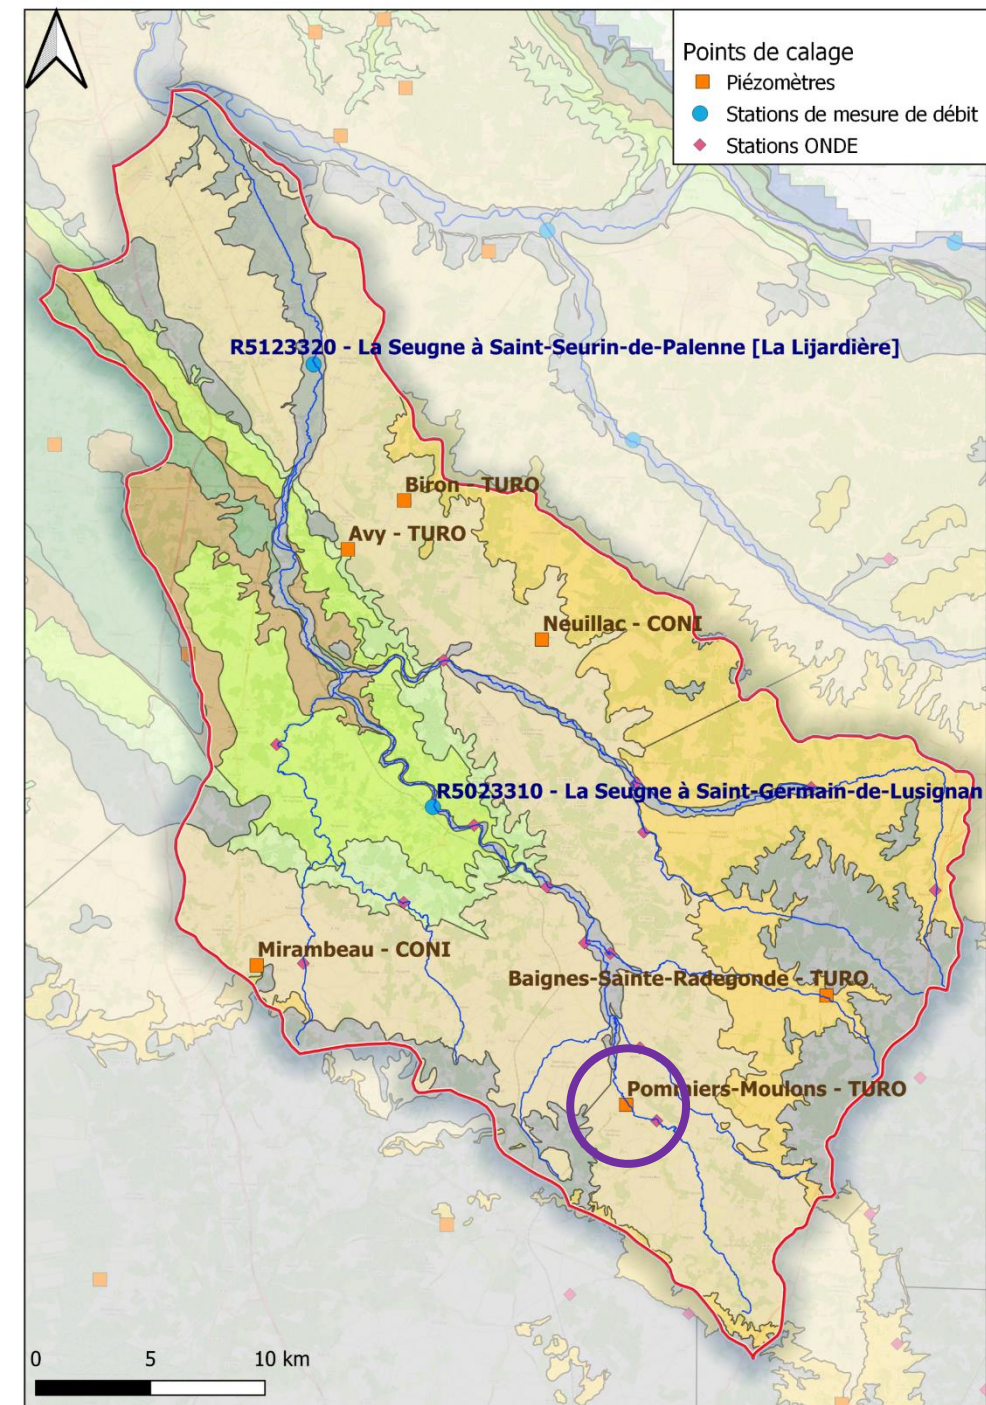 Points de calage
Piézomètres
Stations de mesure de débit
Stations ONDE
R5123320 - La Seugne à Saint-Seurin-de-Palenne [La Lijardière]
Biron - TURO
Avy - TURO
Neuillac - CONI
R5023310 - La Seugne à Saint-Germain-de-Lusignan
Mirambeau - CONI
Baignes-Sainte-Radegonde - TURO
Pommiers-Moulons - TURO
0 5 10 km